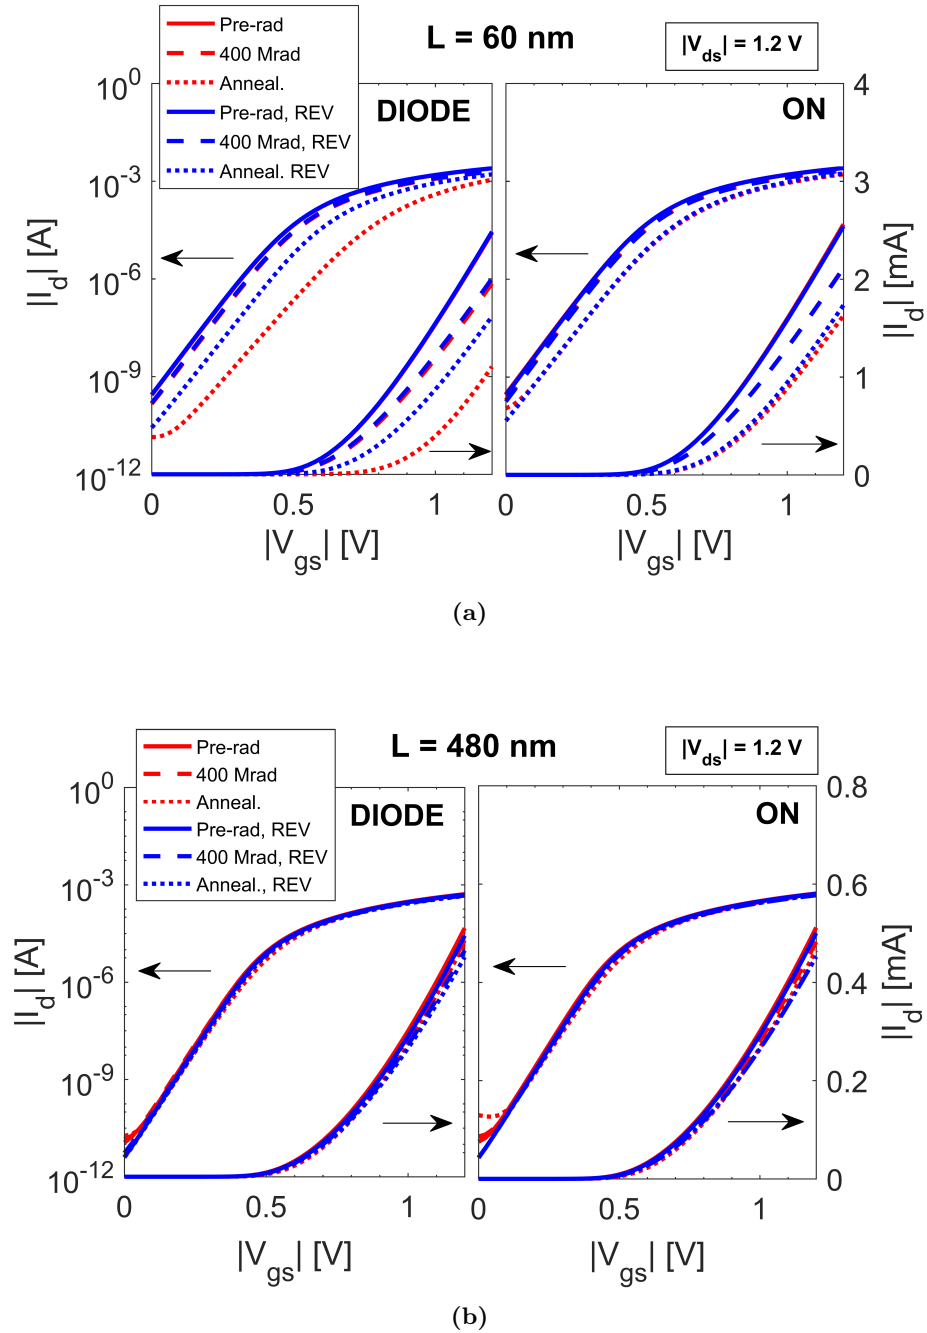 Pre-rad
400 Mrad
Anneal.
Pre-rad, REV
400 Mrad, REV
Anneal. REV
L = 60 nm
|Vds| = 1.2 V
DIODE
ON
10^0
10^-3
10^-6
10^-9
10^-12
|Id| [A]
0 0.5 1
|Vgs| [V]
0 0.5 1
|Vgs| [V]
4
3
2
1
0
|Id| [mA]
(a)
Pre-rad
400 Mrad
Anneal.
Pre-rad, REV
400 Mrad, REV
Anneal., REV
L = 480 nm
|Vds| = 1.2 V
DIODE
ON
10^0
10^-3
10^-6
10^-9
10^-12
|Id| [A]
0 0.5 1
|Vgs| [V]
0 0.5 1
|Vgs| [V]
0.8
0.6
0.4
0.2
0
|Id| [mA]
(b)